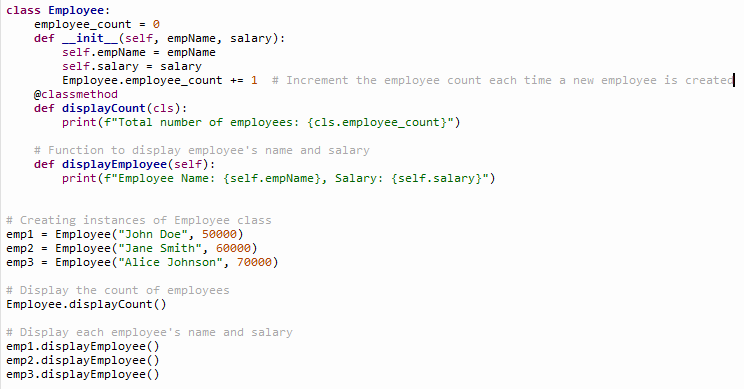 class Employee:
    employee_count = 0
    def __init__(self, empName, salary):
        self.empName = empName
        self.salary = salary
        Employee.employee_count += 1  # Increment the employee count each time a new employee is created
    @classmethod
    def displayCount(cls):
        print(f"Total number of employees: {cls.employee_count}")

    # Function to display employee's name and salary
    def displayEmployee(self):
        print(f"Employee Name: {self.empName}, Salary: {self.salary}")


# Creating instances of Employee class
emp1 = Employee("John Doe", 50000)
emp2 = Employee("Jane Smith", 60000)
emp3 = Employee("Alice Johnson", 70000)

# Display the count of employees
Employee.displayCount()

# Display each employee's name and salary
emp1.displayEmployee()
emp2.displayEmployee()
emp3.displayEmployee()